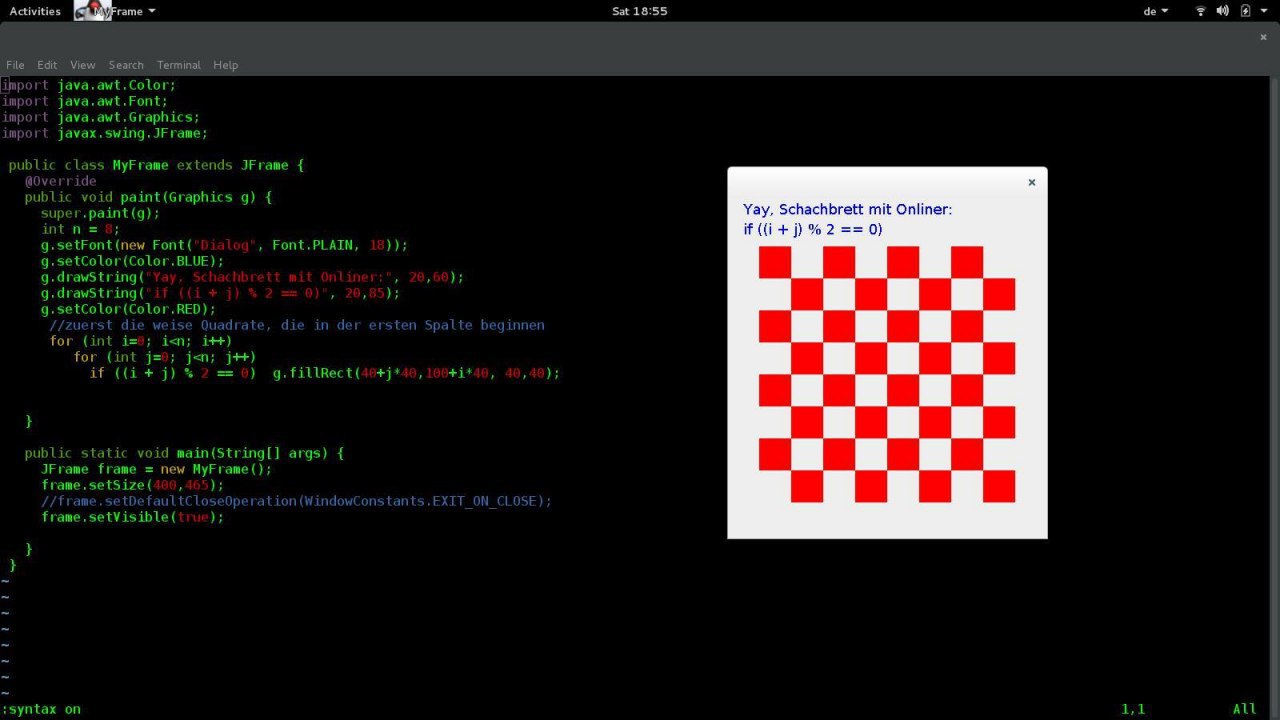 Activities MyFrame Sat 18:55 de
File Edit View Search Terminal Help
import java.awt.Color;
import java.awt.Font;
import java.awt.Graphics;
import javax.swing.JFrame;
public class MyFrame extends JFrame {
@Override
public void paint(Graphics g) {
super.paint(g);
int n = 8;
g.setFont(new Font("Dialog", Font.PLAIN, 18));
g.setColor(Color.BLUE);
g.drawString("Yay, Schachbrett mit Onliner:", 20,60);
g.drawString("if ((i + j) % 2 == 0)", 20,85);
g.setColor(Color.RED);
//zuerst die weise Quadrate, die in der ersten Spalte beginnen
for (int i=0; i<n; i++)
for (int j=0; j<n; j++)
if ((i + j) % 2 == 0)  g.fillRect(40+j*40,100+i*40, 40,40);
}
public static void main(String[] args) {
JFrame frame = new MyFrame();
frame.setSize(400,465);
//frame.setDefaultCloseOperation(WindowConstants.EXIT_ON_CLOSE);
frame.setVisible(true);
}
}
~
~
~
~
~
~
~
~
:syntax on 1,1 All
Yay, Schachbrett mit Onliner:
if ((i + j) % 2 == 0)